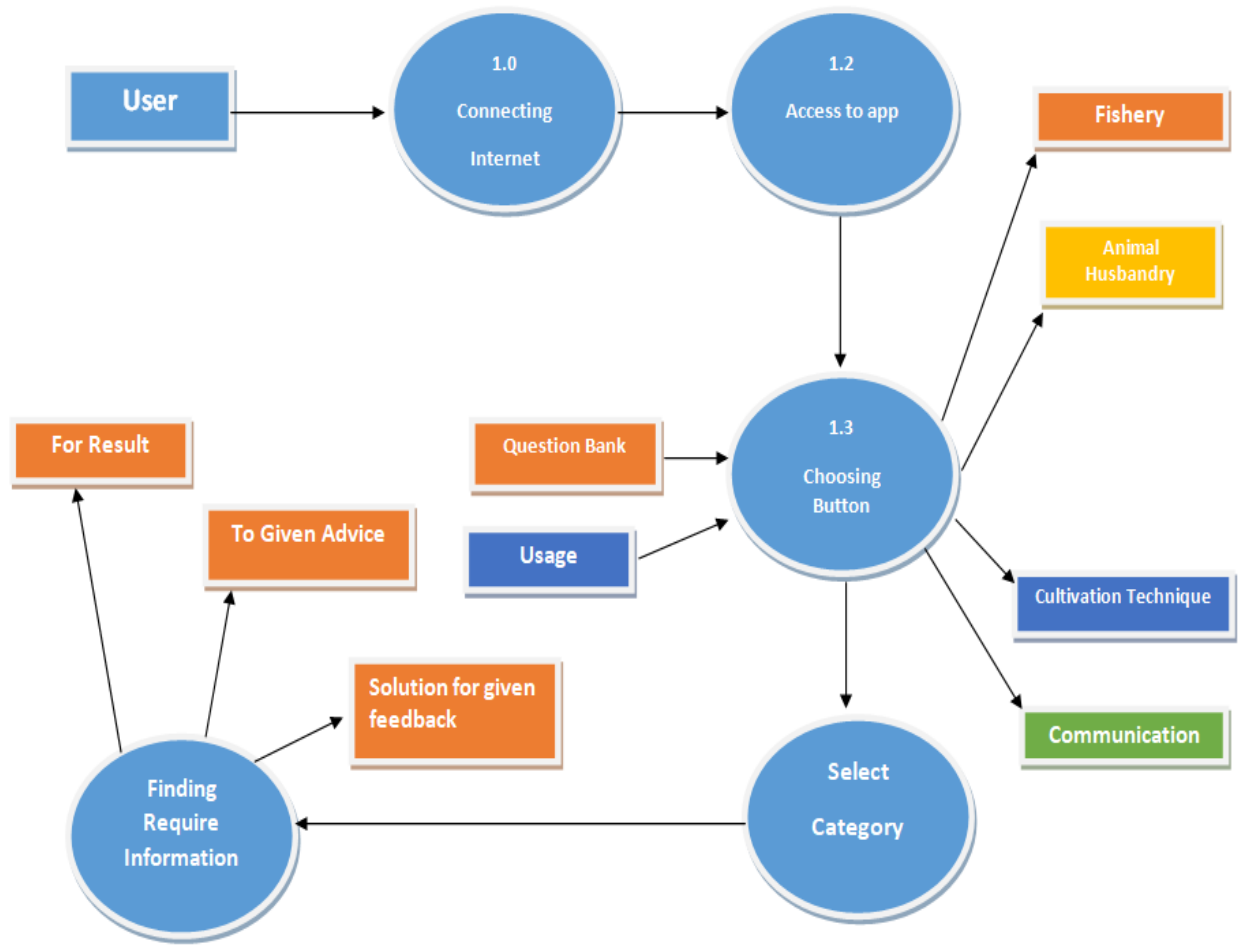 User
1.0
Connecting
Internet
1.2
Access to app
Fishery
Animal
Husbandry
1.3
Choosing
Button
Question Bank
Usage
For Result
To Given Advice
Cultivation Technique
Solution for given
feedback
Communication
Select
Category
Finding
Require
Information